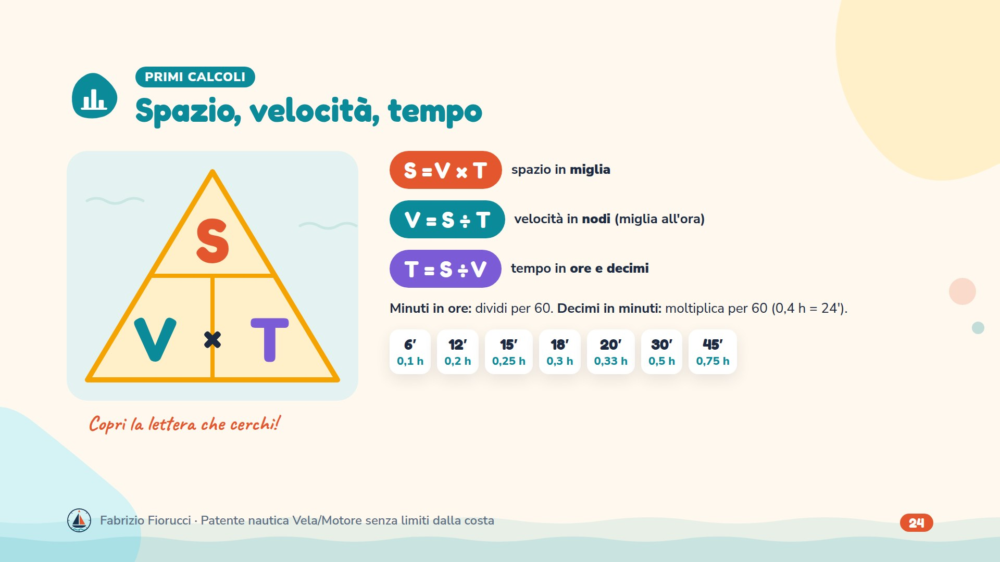 PRIMI CALCOLI
Spazio, velocità, tempo
S
V × T
Copri la lettera che cerchi!
S = V × T spazio in miglia
V = S ÷ T velocità in nodi (miglia all'ora)
T = S ÷ V tempo in ore e decimi
Minuti in ore: dividi per 60. Decimi in minuti: moltiplica per 60 (0,4 h = 24').
6′ 12′ 15′ 18′ 20′ 30′ 45′
0,1 h 0,2 h 0,25 h 0,3 h 0,33 h 0,5 h 0,75 h
Fabrizio Fiorucci · Patente nautica Vela/Motore senza limiti dalla costa
24